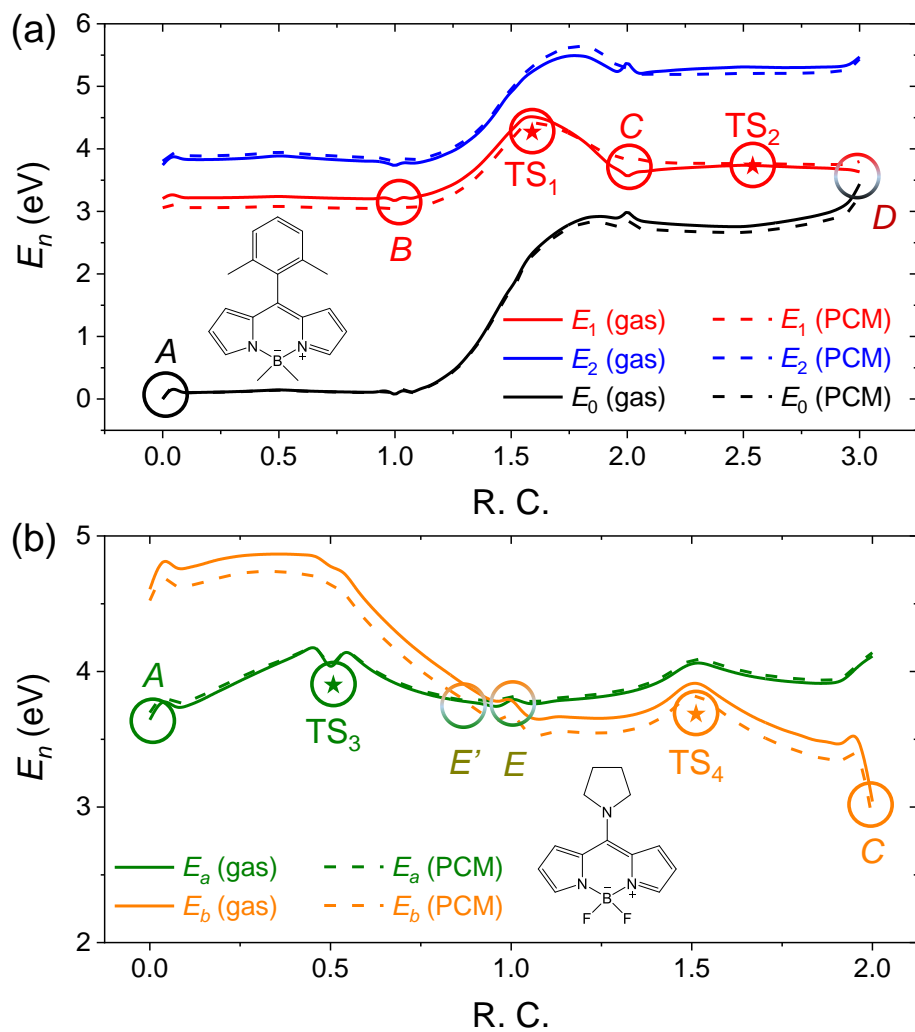 (a)
6
5
4
3
2
1
0
Eₙ (eV)
A
B
TS₁
C
TS₂
D
N
N
+
B
−
E₁ (gas)
E₁ (PCM)
E₂ (gas)
E₂ (PCM)
E₀ (gas)
E₀ (PCM)
0.0 0.5 1.0 1.5 2.0 2.5 3.0
R. C.
(b)
5
4
3
2
Eₙ (eV)
A
TS₃
E’
E
TS₄
C
N
N
N
+
B
−
F
F
Eₐ (gas)
Eₐ (PCM)
E_b (gas)
E_b (PCM)
0.0 0.5 1.0 1.5 2.0
R. C.